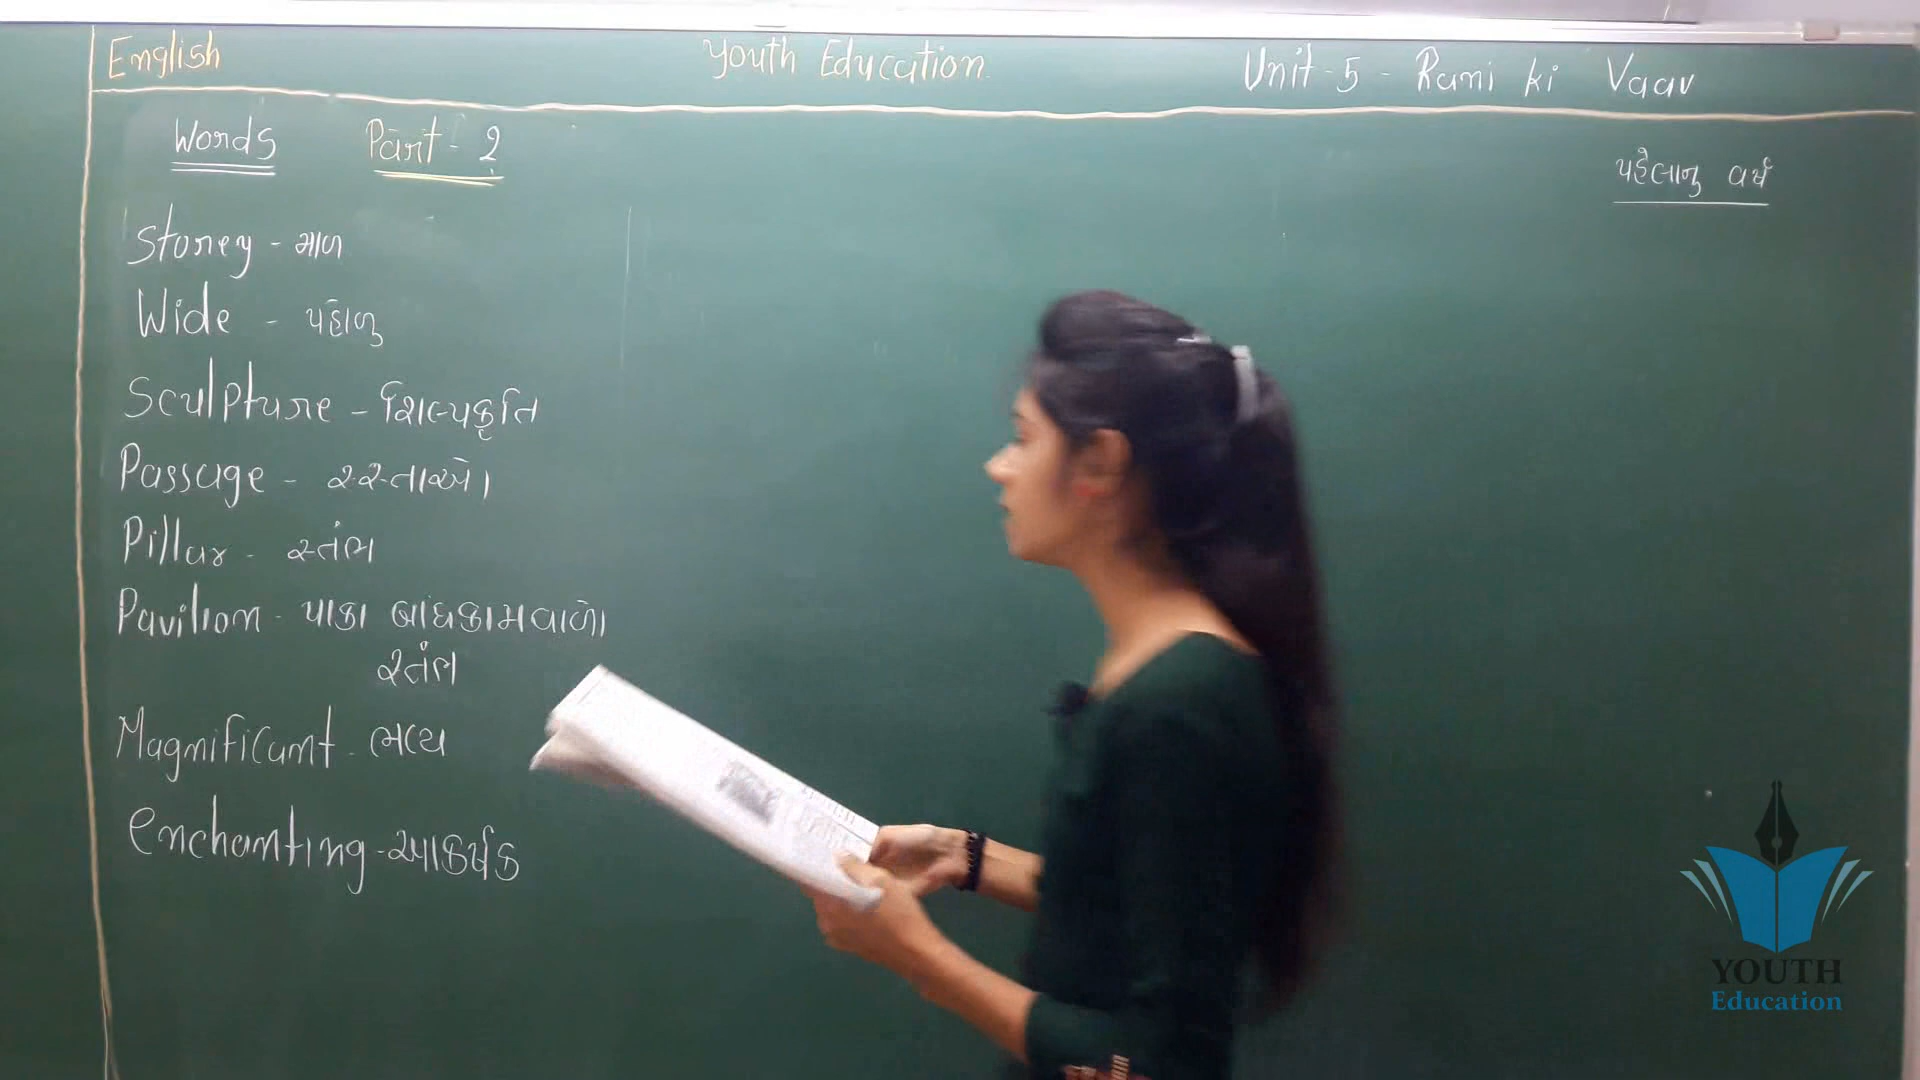 English
Youth Education
Unit-5 - Rani ki Vaav
Words Part - 2
પહેલાનુ વર્ષ
Storey - માળ
Wide - પહોળુ
Sculpture - શિલ્પકૃતિ
Passage - રસ્તાઓ
Pillar - સ્તંભ
Pavilion - પાકા બાંધકામવાળો
સ્તંભ
Magnificant - ભવ્ય
enchanting - આકર્ષક
YOUTH
Education